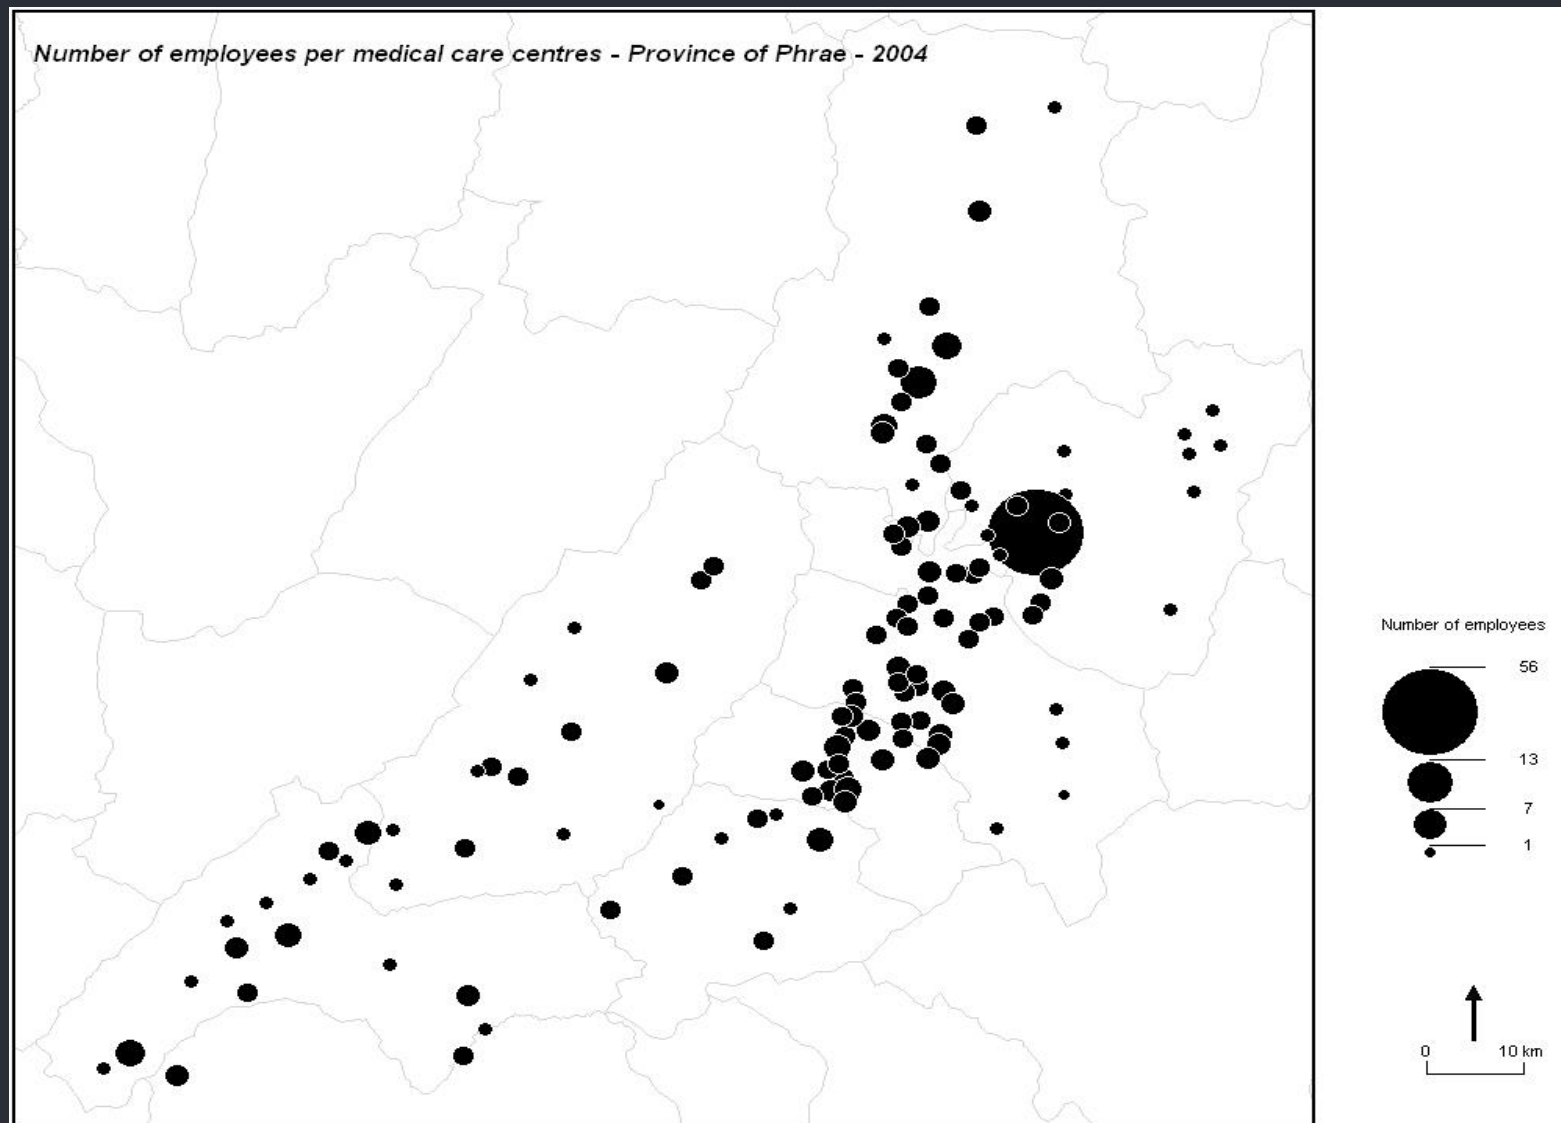 Number of employees per medical care centres - Province of Phrae - 2004
Number of employees
56
13
7
1
0 10 km